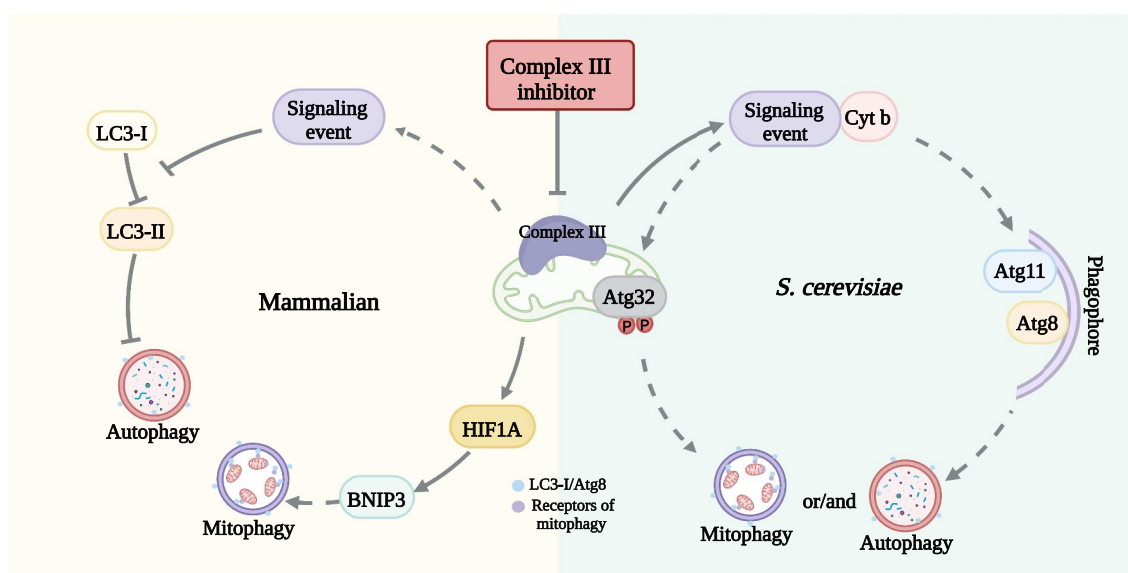 Complex III
inhibitor
Signaling
event
LC3-I
LC3-II
Autophagy
Mammalian
Complex III
Atg32
P P
HIF1A
BNIP3
Mitophagy
LC3-I/Atg8
Receptors of
mitophagy
Signaling
event
Cyt b
S. cerevisiae
Atg11
Atg8
Phagophore
Mitophagy
or/and
Autophagy